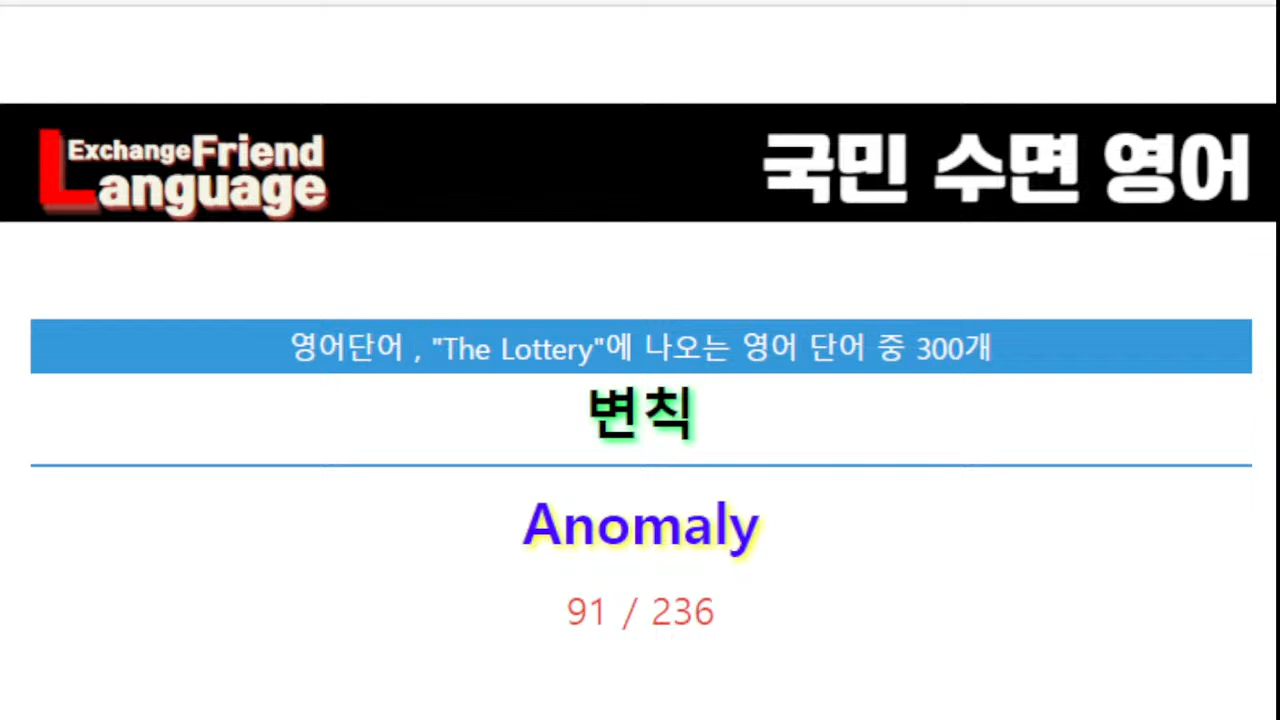 Exchange Friend
Language
국민 수면 영어
영어단어 , "The Lottery"에 나오는 영어 단어 중 300개
변칙
Anomaly
91 / 236